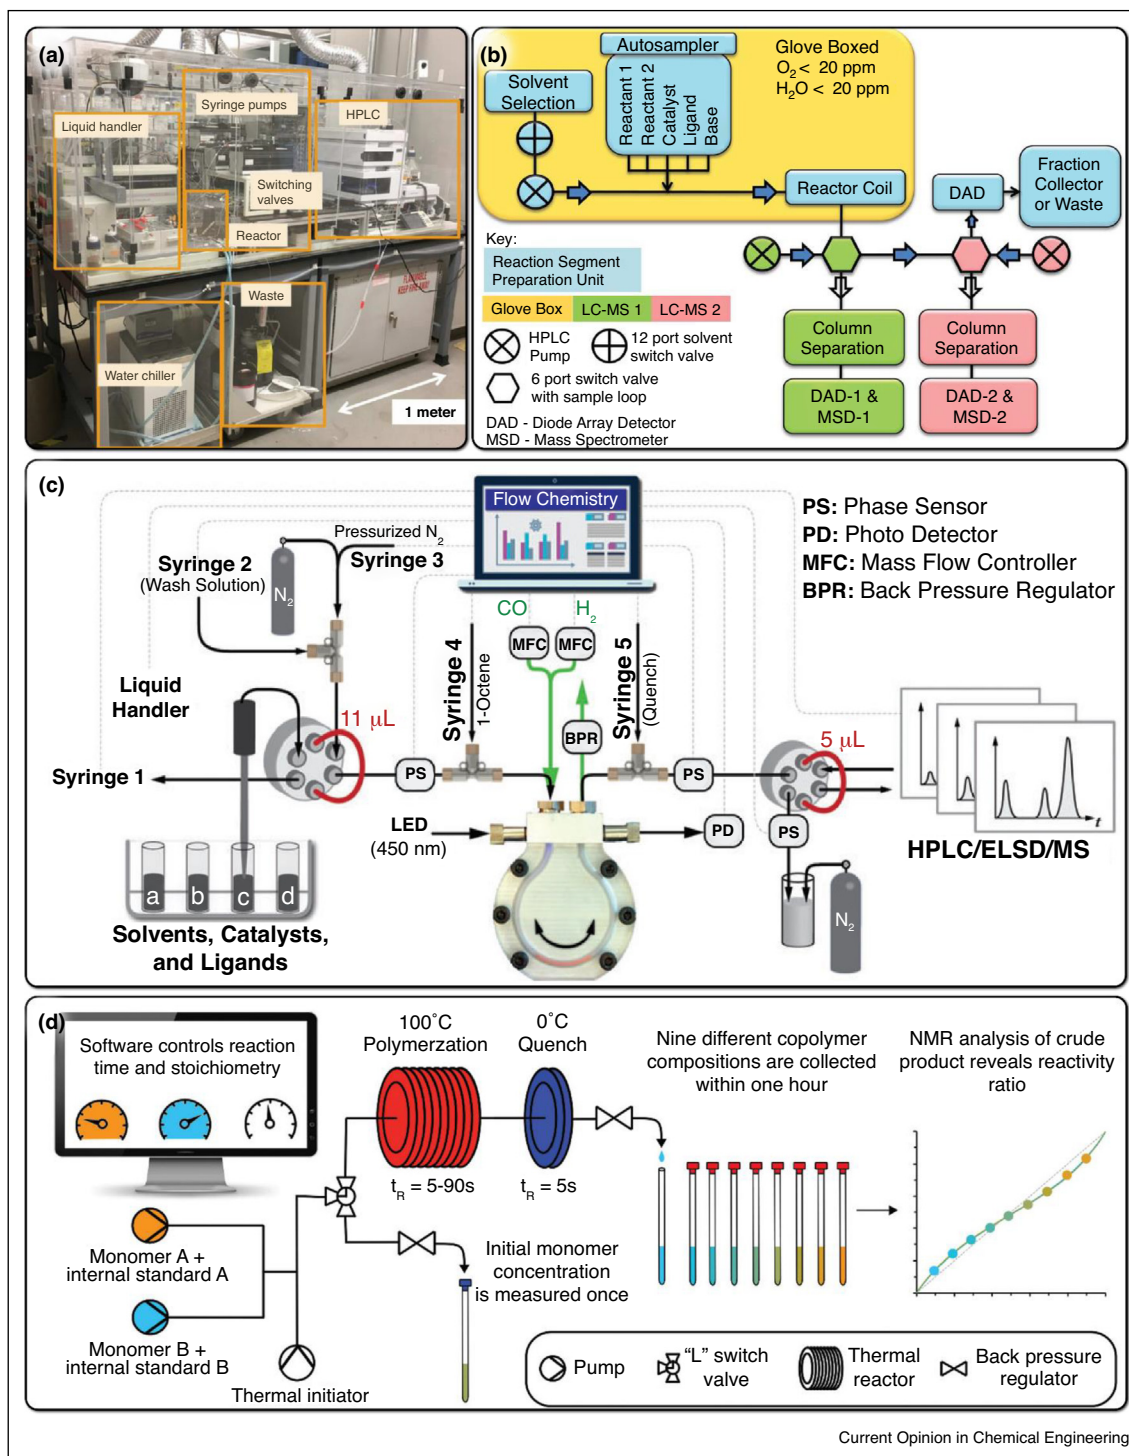 (a)
Liquid handler
Syringe pumps
HPLC
Switching
valves
Reactor
Waste
Water chiller
1 meter
(b)
Autosampler
Solvent
Selection
Reactant 1
Reactant 2
Catalyst
Ligand
Base
Glove Boxed
O2 < 20 ppm
H2O < 20 ppm
Reactor Coil
DAD
Fraction
Collector
or Waste
Key:
Reaction Segment
Preparation Unit
Glove Box
LC-MS 1
LC-MS 2
HPLC
Pump
12 port solvent
switch valve
6 port switch valve
with sample loop
DAD - Diode Array Detector
MSD - Mass Spectrometer
Column
Separation
Column
Separation
DAD-1 &
MSD-1
DAD-2 &
MSD-2
(c)
Flow Chemistry
PS: Phase Sensor
PD: Photo Detector
MFC: Mass Flow Controller
BPR: Back Pressure Regulator
Pressurized N2
Syringe 3
Syringe 2
(Wash Solution)
N2
CO
H2
MFC
MFC
Syringe 4
1-Octene
Syringe 5
(Quench)
BPR
Liquid
Handler
11 µL
5 µL
Syringe 1
PS
PS
LED
(450 nm)
PD
PS
t
HPLC/ELSD/MS
a
b
c
d
N2
Solvents, Catalysts,
and Ligands
(d)
Software controls reaction
time and stoichiometry
100°C
Polymerzation
0°C
Quench
tR = 5-90s
tR = 5s
Nine different copolymer
compositions are collected
within one hour
NMR analysis of crude
product reveals reactivity
ratio
Monomer A +
internal standard A
Monomer B +
internal standard B
Thermal initiator
Initial monomer
concentration
is measured once
Pump
"L" switch
valve
Thermal
reactor
Back pressure
regulator
Current Opinion in Chemical Engineering